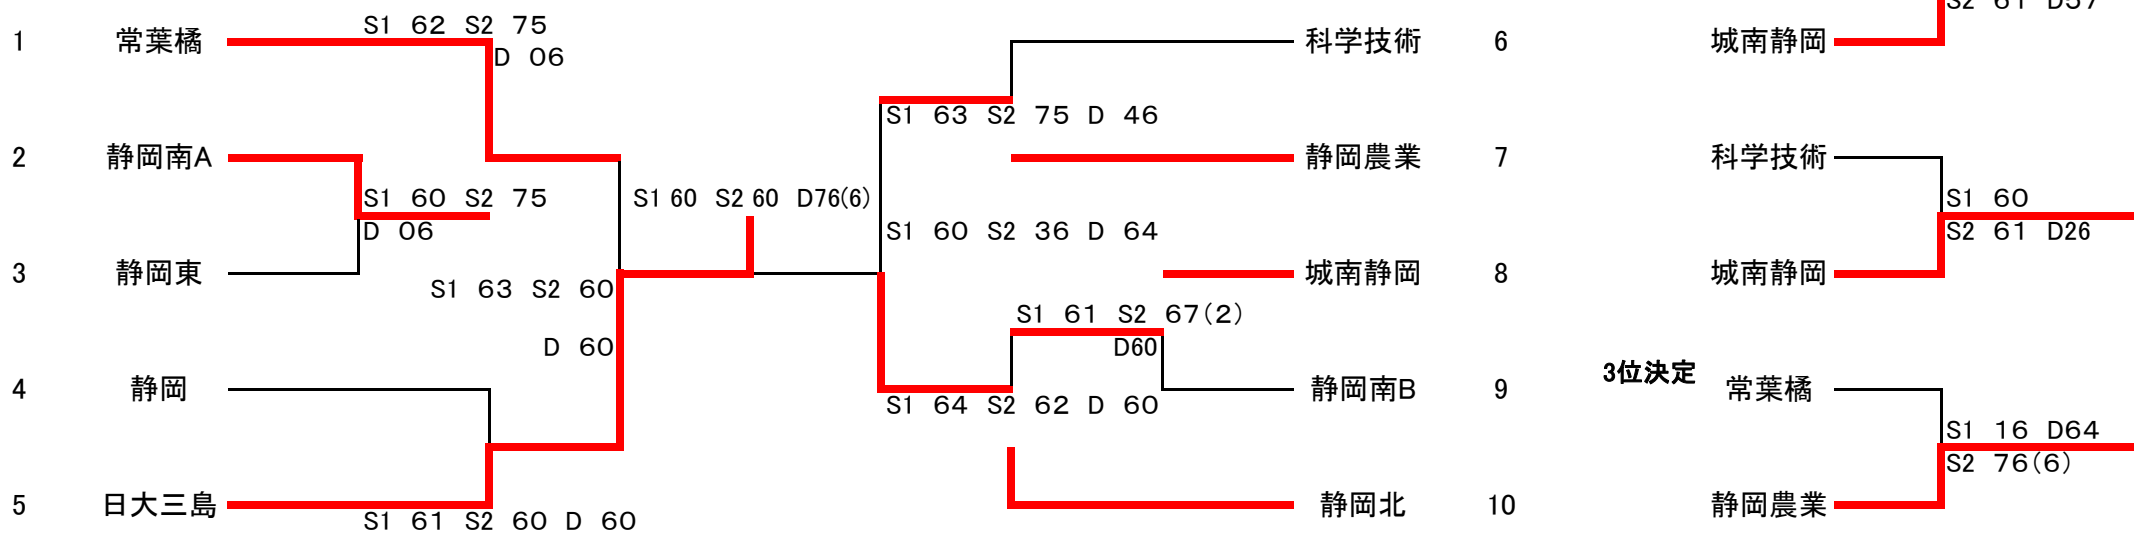 S1 62 S2 75
S2 61 D57
1 常葉橘
科学技術 6
城南静岡
D 06
S1 63 S2 75 D 46
2 静岡南A
静岡農業 7
科学技術
S1 60 S2 75
S1 60 S2 60 D76(6)
S1 60
D 06
S1 60 S2 36 D 64
S2 61 D26
3 静岡東
城南静岡 8
城南静岡
S1 63 S2 60
S1 61 S2 67(2)
D 60
D60
4 静岡
静岡南B 9
3位決定 常葉橘
S1 64 S2 62 D 60
S1 16 D64
S2 76(6)
5 日大三島
静岡北 10
静岡農業
S1 61 S2 60 D 60